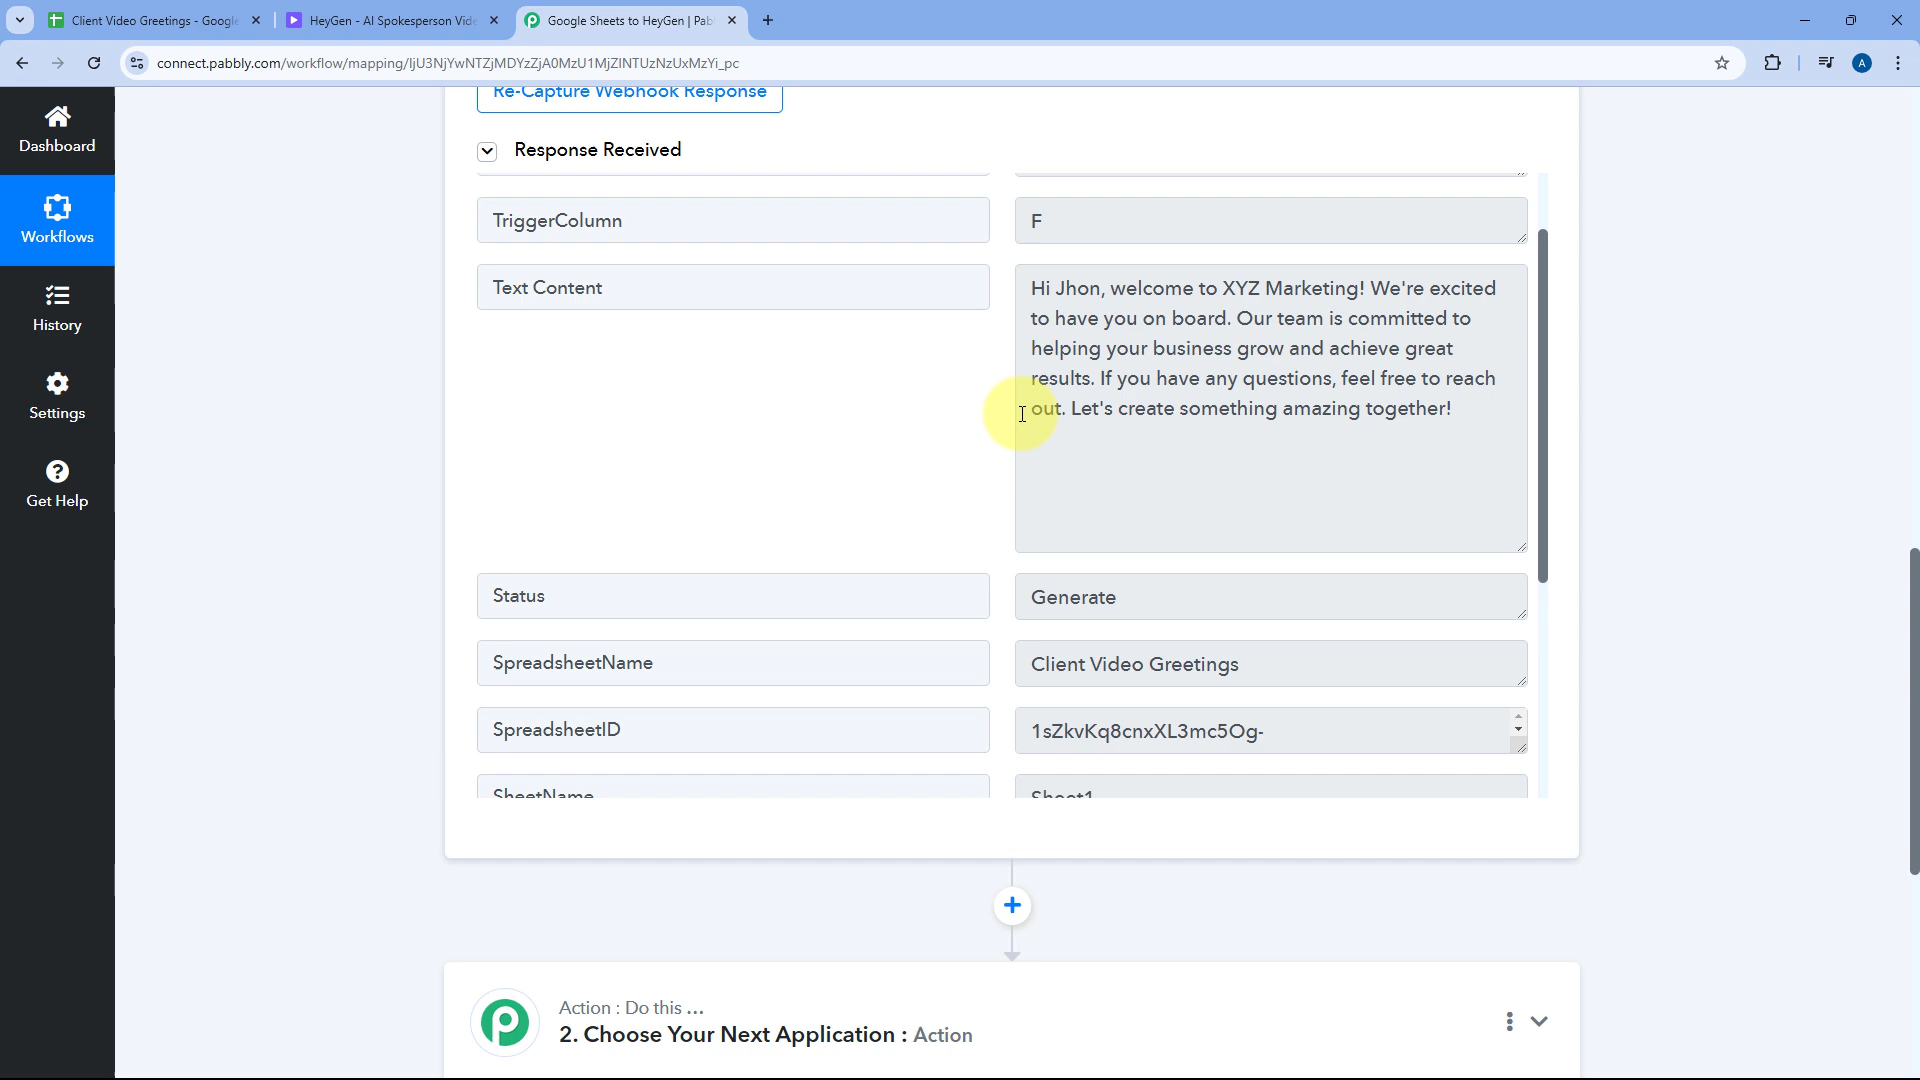 Client Video Greetings - Google
HeyGen - AI Spokesperson Vide
Google Sheets to HeyGen | Pab
connect.pabbly.com/workflow/mapping/IjU3NjYwNTZjMDYzZjA0MzU1MjZlNTUzNzUxMzYi_pc
A
Dashboard
Workflows
History
Settings
Get Help
Re-Capture Webhook Response
Response Received
TriggerColumn
F
Text Content
Hi Jhon, welcome to XYZ Marketing! We're excited
to have you on board. Our team is committed to
helping your business grow and achieve great
results. If you have any questions, feel free to reach
out. Let's create something amazing together!
Status
Generate
SpreadsheetName
Client Video Greetings
SpreadsheetID
1sZkvKq8cnxXL3mc5Og-
SheetName
Sheet1
Action : Do this ...
2. Choose Your Next Application : Action